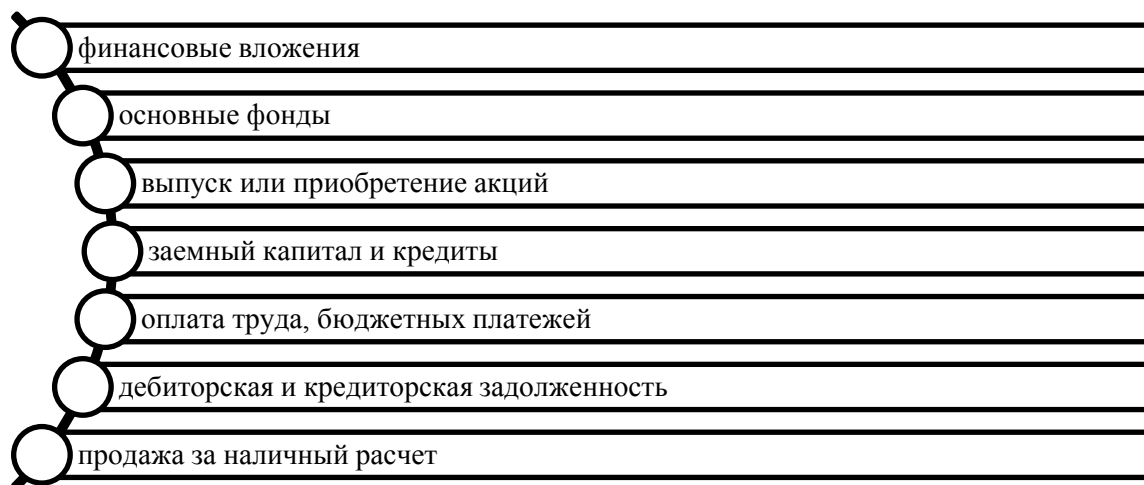 финансовые вложения
основные фонды
выпуск или приобретение акций
заемный капитал и кредиты
оплата труда, бюджетных платежей
дебиторская и кредиторская задолженность
продажа за наличный расчет